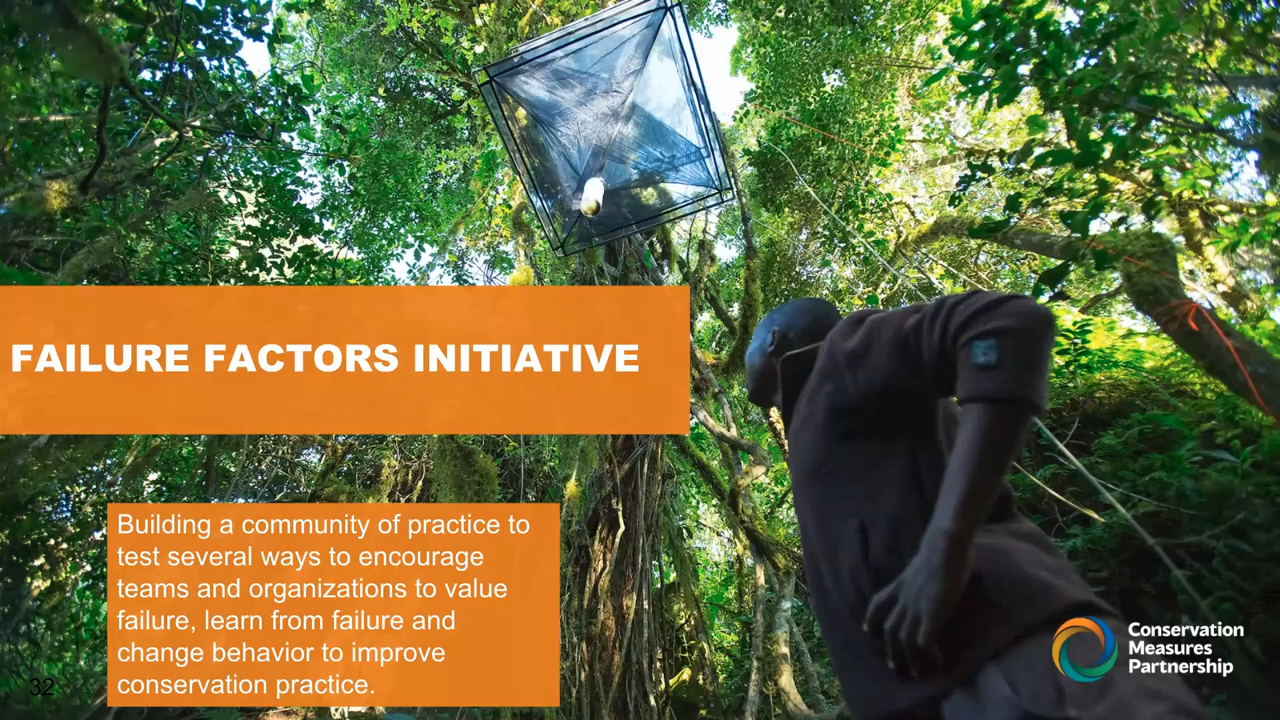 FAILURE FACTORS INITIATIVE
Building a community of practice to
test several ways to encourage
teams and organizations to value
failure, learn from failure and
change behavior to improve
conservation practice.
32
Conservation
Measures
Partnership